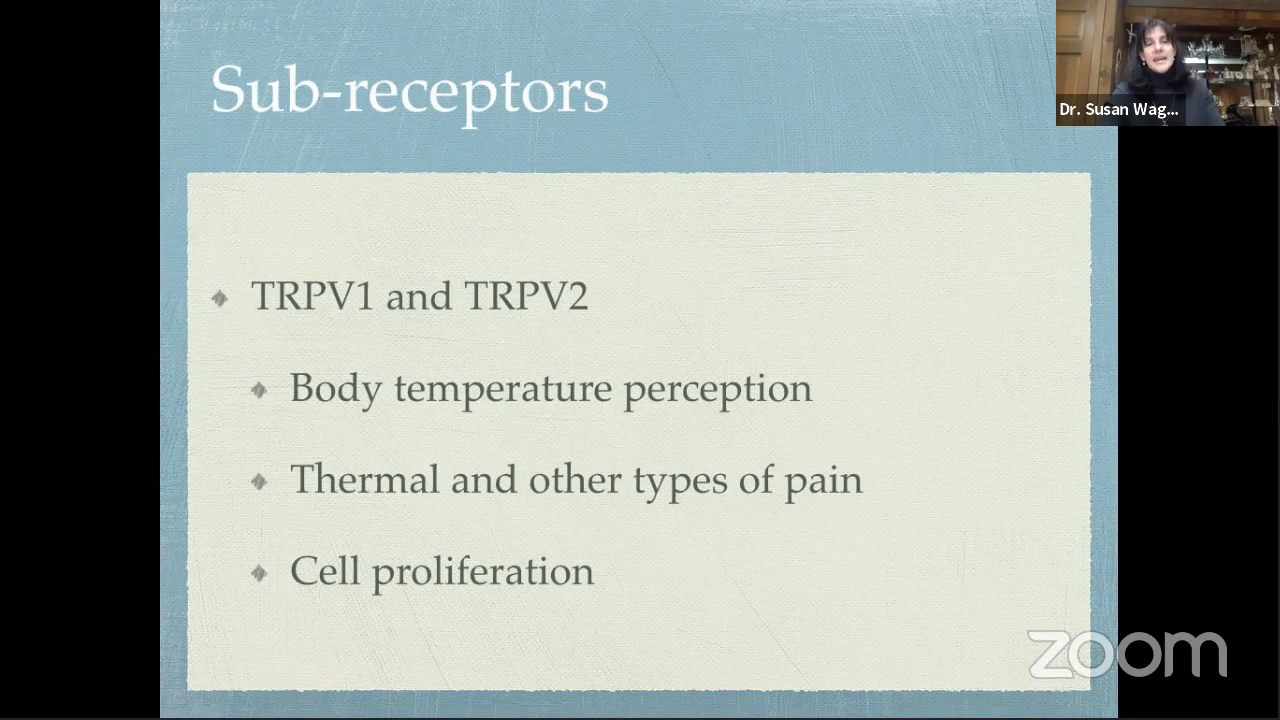 Sub-receptors
Dr. Susan Wag...
TRPV1 and TRPV2
Body temperature perception
Thermal and other types of pain
Cell proliferation
zoom